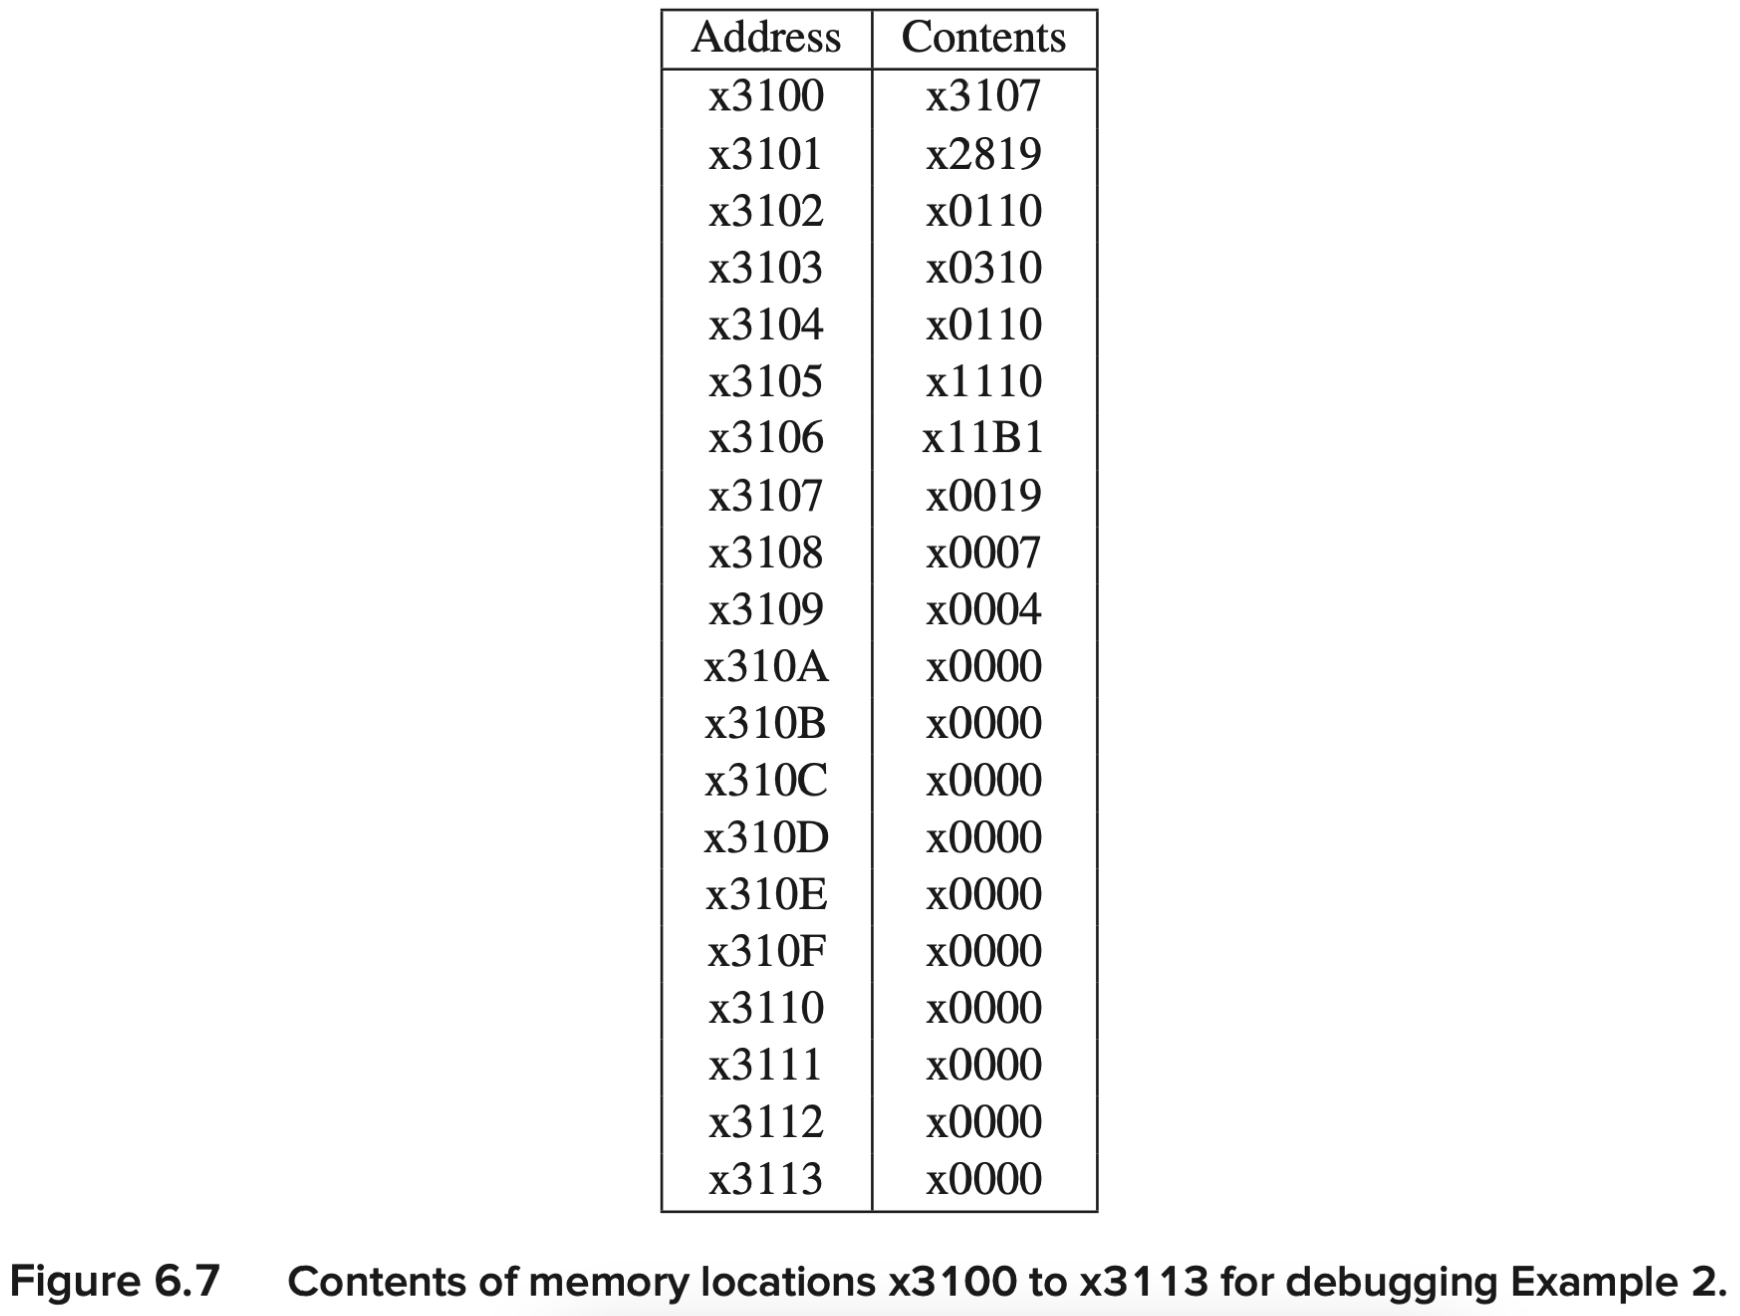 Address Contents
x3100 x3107
x3101 x2819
x3102 x0110
x3103 x0310
x3104 x0110
x3105 x1110
x3106 x11B1
x3107 x0019
x3108 x0007
x3109 x0004
x310A x0000
x310B x0000
x310C x0000
x310D x0000
x310E x0000
x310F x0000
x3110 x0000
x3111 x0000
x3112 x0000
x3113 x0000
Figure 6.7 Contents of memory locations x3100 to x3113 for debugging Example 2.